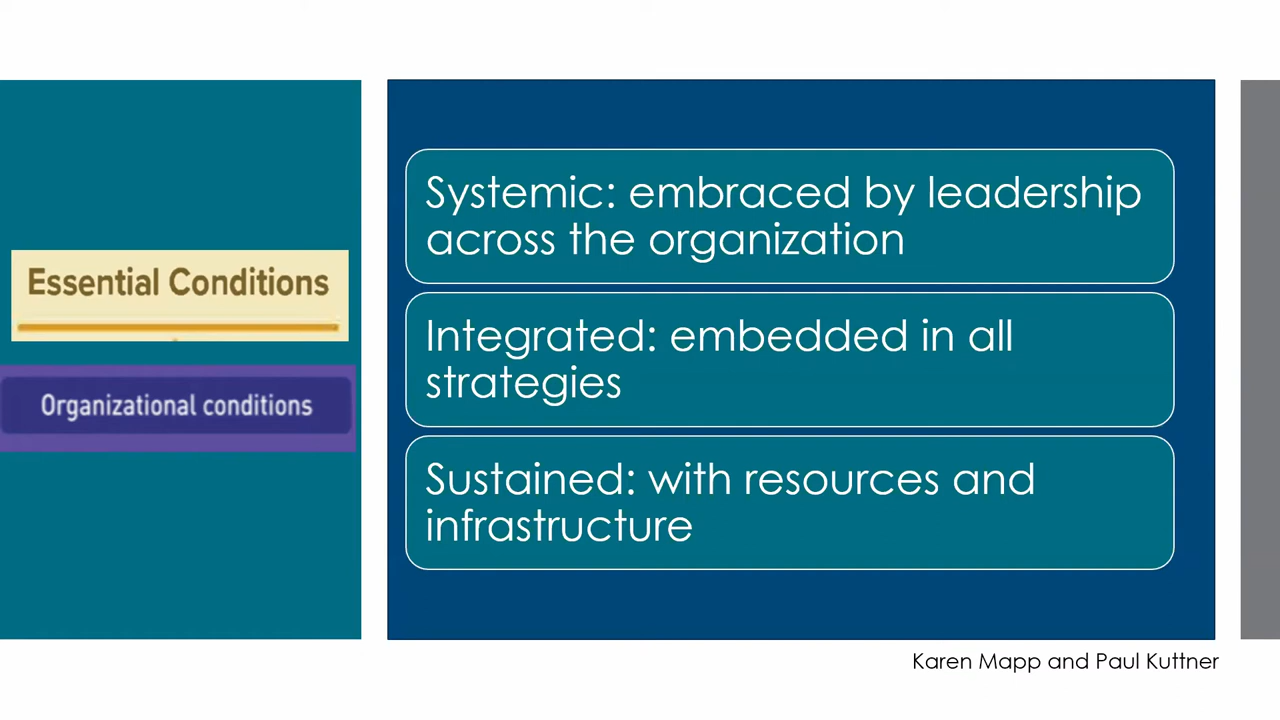 Essential Conditions
Organizational conditions
Systemic: embraced by leadership
across the organization
Integrated: embedded in all
strategies
Sustained: with resources and
infrastructure
Karen Mapp and Paul Kuttner